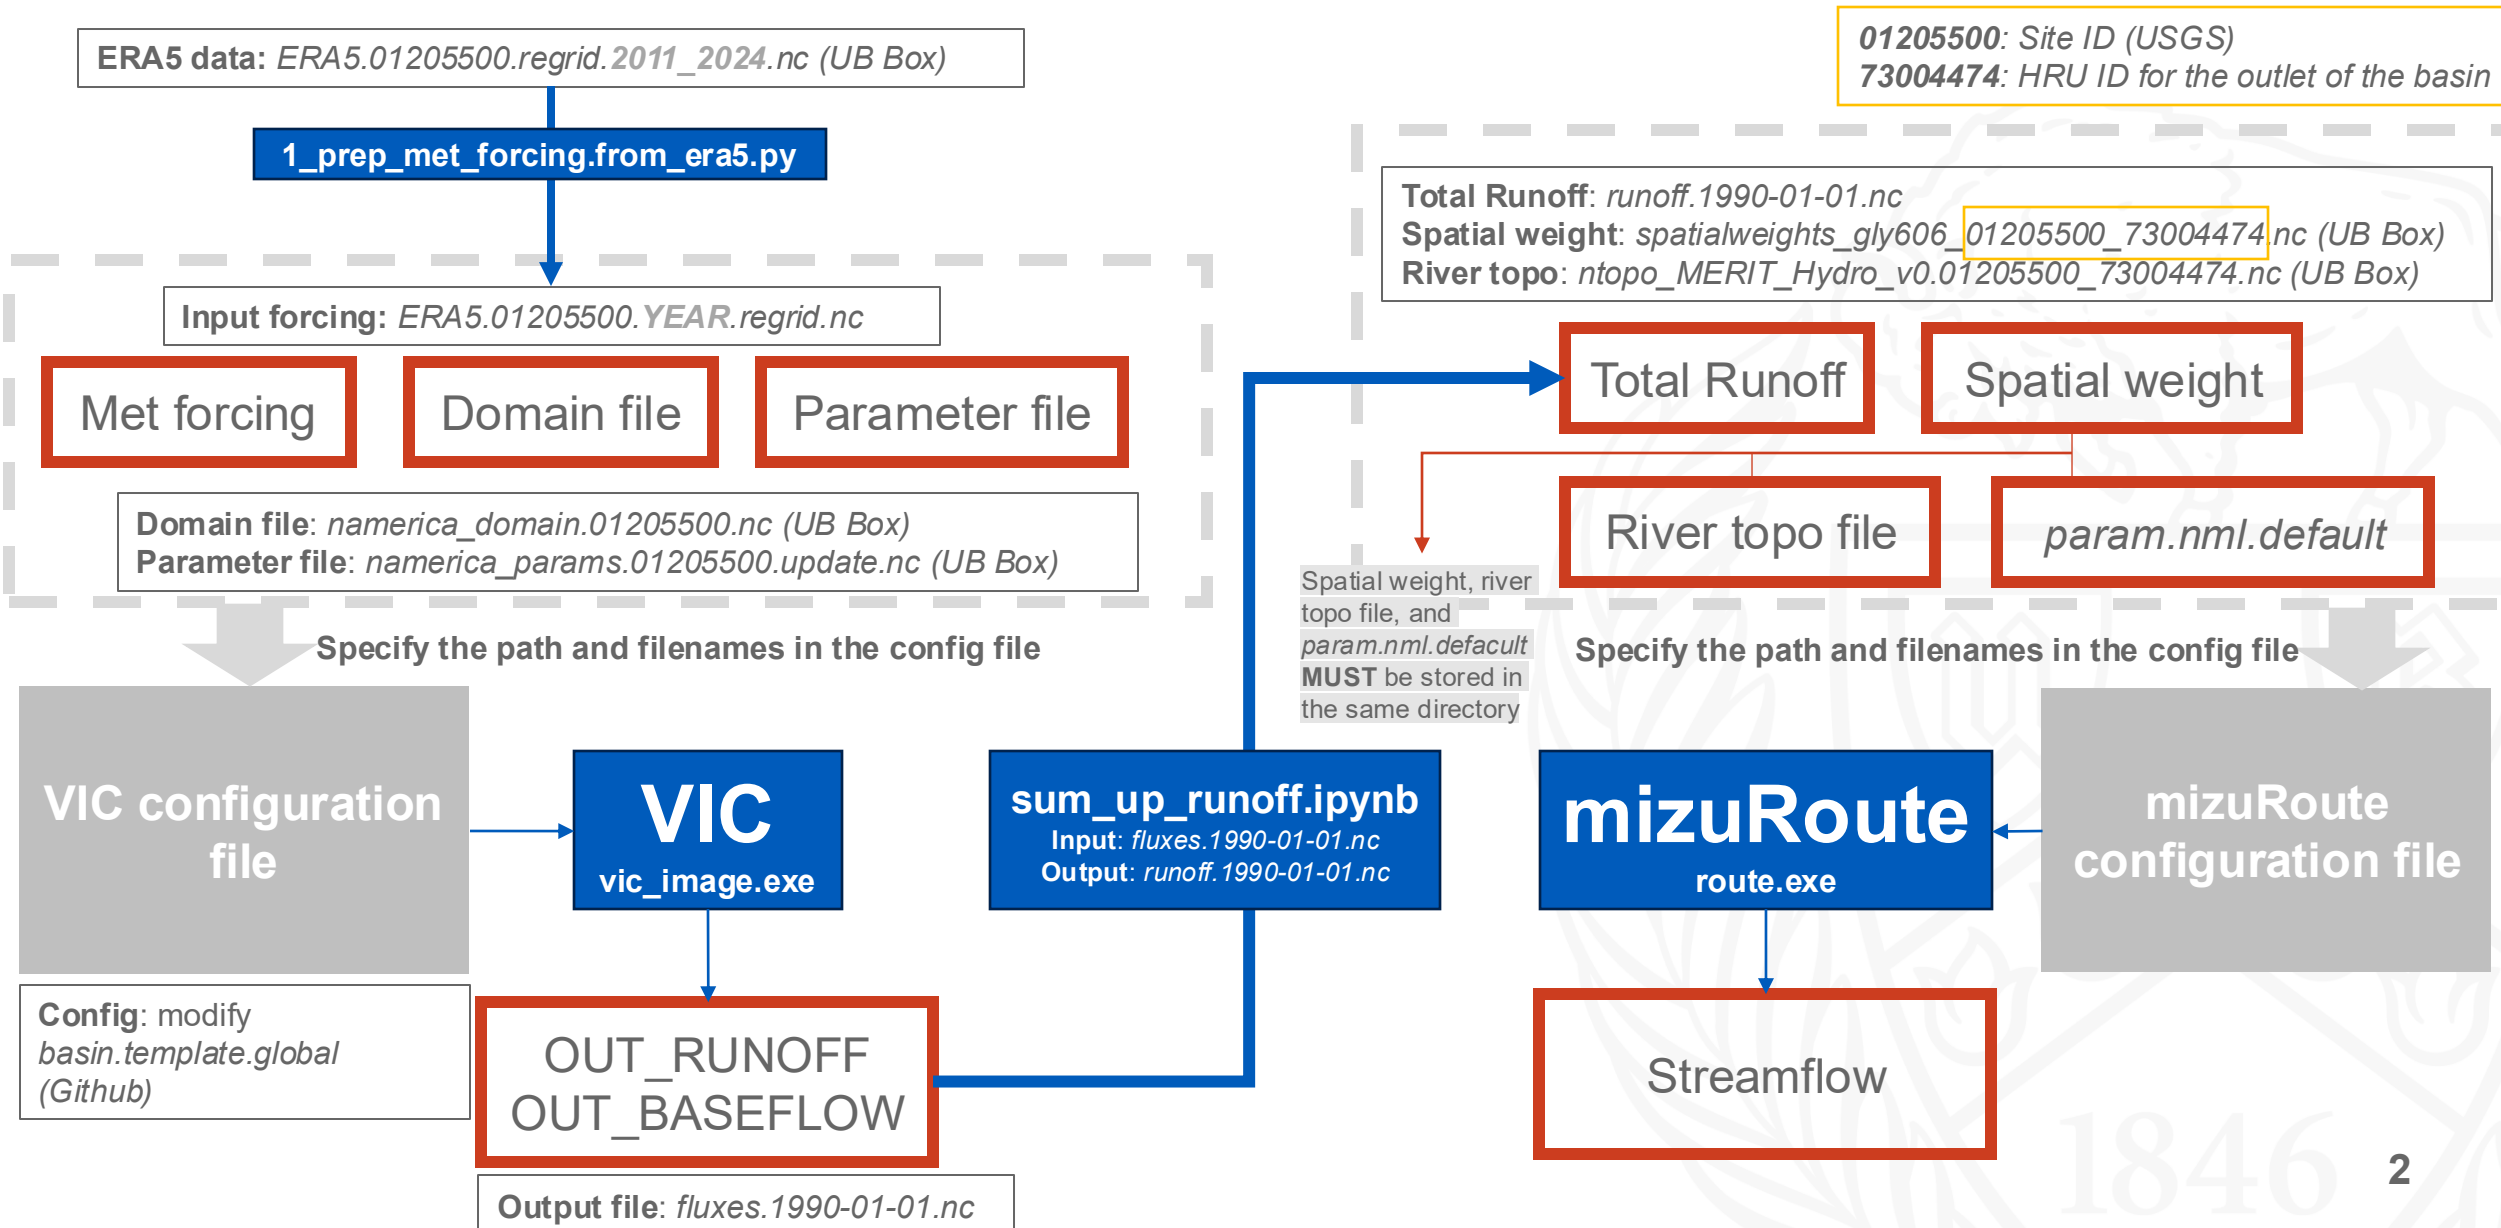 ERA5 data: ERA5.01205500.regrid.2011_2024.nc (UB Box)
1_prep_met_forcing.from_era5.py
Input forcing: ERA5.01205500.YEAR.regrid.nc
Met forcing
Domain file
Parameter file
Domain file: namerica_domain.01205500.nc (UB Box)
Parameter file: namerica_params.01205500.update.nc (UB Box)
Specify the path and filenames in the config file
VIC configuration
file
Config: modify
basin.template.global
(Github)
VIC
vic_image.exe
OUT_RUNOFF
OUT_BASEFLOW
Output file: fluxes.1990-01-01.nc
sum_up_runoff.ipynb
Input: fluxes.1990-01-01.nc
Output: runoff.1990-01-01.nc
01205500: Site ID (USGS)
73004474: HRU ID for the outlet of the basin
Total Runoff: runoff.1990-01-01.nc
Spatial weight: spatialweights_gly606_01205500_73004474.nc (UB Box)
River topo: ntopo_MERIT_Hydro_v0.01205500_73004474.nc (UB Box)
Total Runoff
Spatial weight
River topo file
param.nml.default
Spatial weight, river
topo file, and
param.nml.defacult
MUST be stored in
the same directory
Specify the path and filenames in the config file
mizuRoute
configuration file
mizuRoute
route.exe
Streamflow
1846
2